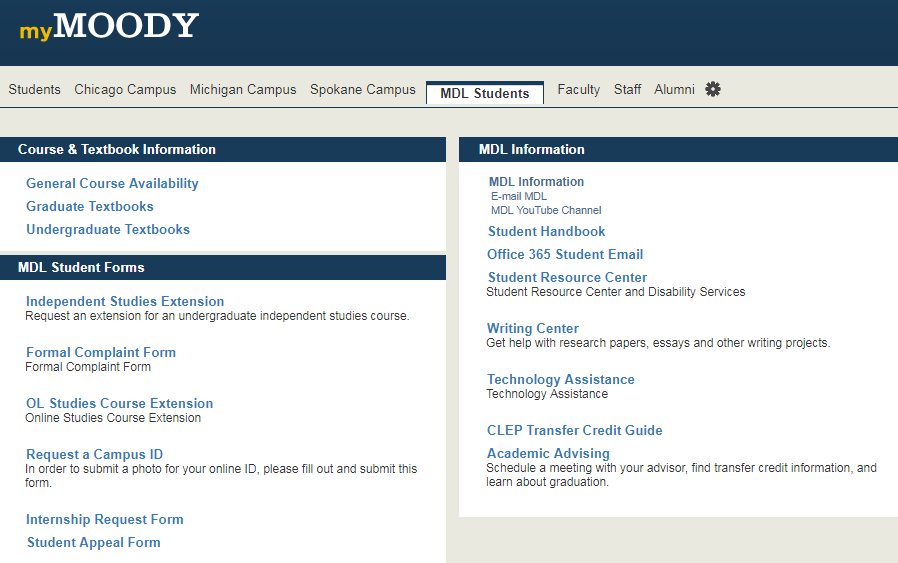 myMOODY
Students Chicago Campus Michigan Campus Spokane Campus MDL Students Faculty Staff Alumni
Course & Textbook Information
General Course Availability
Graduate Textbooks
Undergraduate Textbooks
MDL Student Forms
Independent Studies Extension
Request an extension for an undergraduate independent studies course.
Formal Complaint Form
Formal Complaint Form
OL Studies Course Extension
Online Studies Course Extension
Request a Campus ID
In order to submit a photo for your online ID, please fill out and submit this
form.
Internship Request Form
Student Appeal Form
MDL Information
MDL Information
E-mail MDL
MDL YouTube Channel
Student Handbook
Office 365 Student Email
Student Resource Center
Student Resource Center and Disability Services
Writing Center
Get help with research papers, essays and other writing projects.
Technology Assistance
Technology Assistance
CLEP Transfer Credit Guide
Academic Advising
Schedule a meeting with your advisor, find transfer credit information, and
learn about graduation.